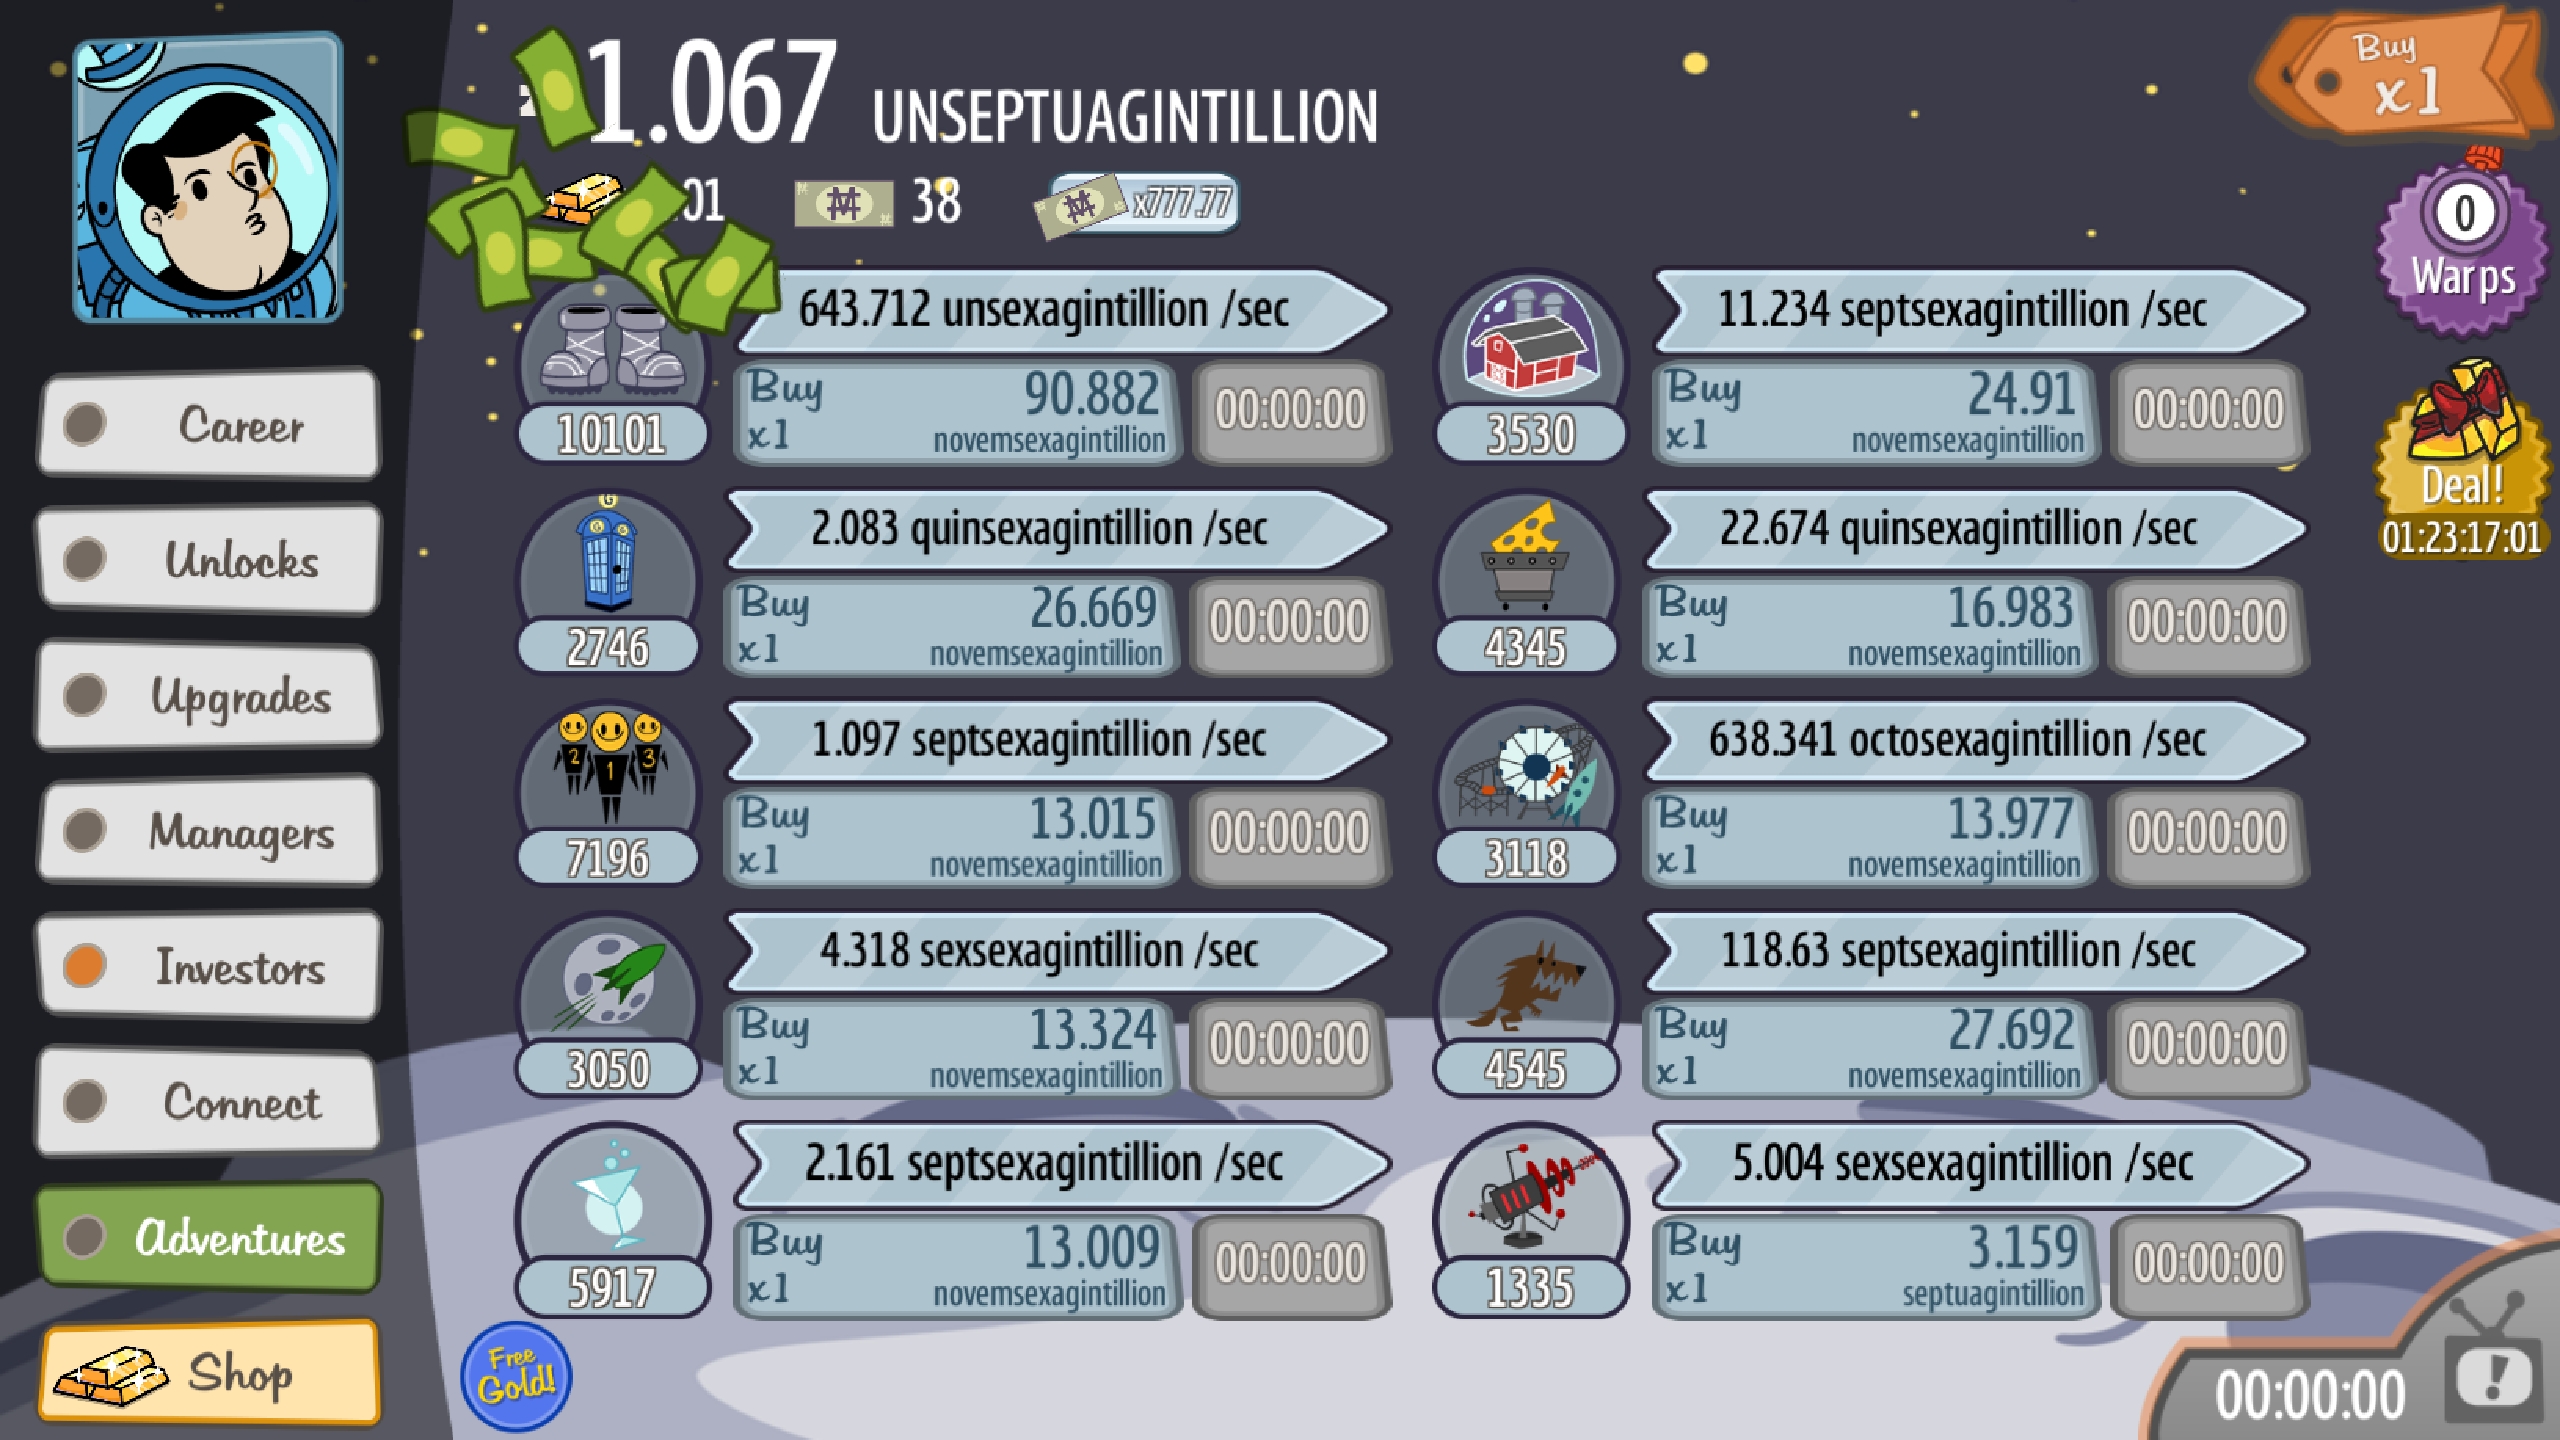 1.067 UNSEPTUAGINTILLION
01
38
x777.77
Buy
x1
0
Warps
Deal!
01:23:17:01
Career
Unlocks
Upgrades
Managers
Investors
Connect
Adventures
Shop
643.712 unsexagintillion /sec
10101
Buy
x1
90.882
novemsexagintillion
00:00:00
11.234 septsexagintillion /sec
3530
Buy
x1
24.91
novemsexagintillion
00:00:00
G
G G
2.083 quinsexagintillion /sec
2746
Buy
x1
26.669
novemsexagintillion
00:00:00
22.674 quinsexagintillion /sec
4345
Buy
x1
16.983
novemsexagintillion
00:00:00
2 1 3
1.097 septsexagintillion /sec
7196
Buy
x1
13.015
novemsexagintillion
00:00:00
638.341 octosexagintillion /sec
3118
Buy
x1
13.977
novemsexagintillion
00:00:00
4.318 sexsexagintillion /sec
3050
Buy
x1
13.324
novemsexagintillion
00:00:00
118.63 septsexagintillion /sec
4545
Buy
x1
27.692
novemsexagintillion
00:00:00
2.161 septsexagintillion /sec
5917
Buy
x1
13.009
novemsexagintillion
00:00:00
5.004 sexsexagintillion /sec
1335
Buy
x1
3.159
septuagintillion
00:00:00
Free
Gold!
00:00:00
!